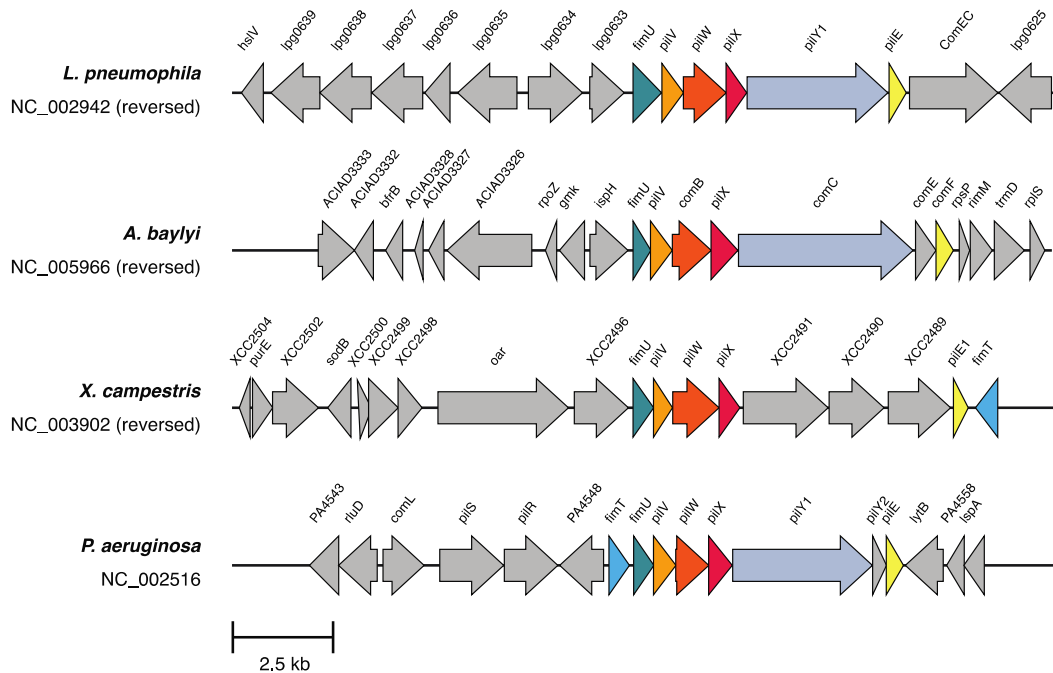 hslV lpg0639 lpg0638 lpg0637 lpg0636 lpg0635 lpg0634 lpg0633 fimU pilV pilW pilX pilY1 pilE ComEC lpg0625
L. pneumophila
NC_002942 (reversed)
ACIAD3333 ACIAD3332 bfrB ACIAD3328 ACIAD3327 ACIAD3326 rpoZ gmk ispH fimU pilV comB pilX comC comE comF rpsP rimM trmD rplS
A. baylyi
NC_005966 (reversed)
XCC2504 purE XCC2502 sodB XCC2500 XCC2499 XCC2498 oar XCC2496 fimU pilV pilW pilX XCC2491 XCC2490 XCC2489 pilE1 fimT
X. campestris
NC_003902 (reversed)
PA4543 rluD comL pilS pilR PA4548 fimT fimU pilV pilW pilX pilY1 pilY2 pilE lytB PA4558 lspA
P. aeruginosa
NC_002516
2.5 kb